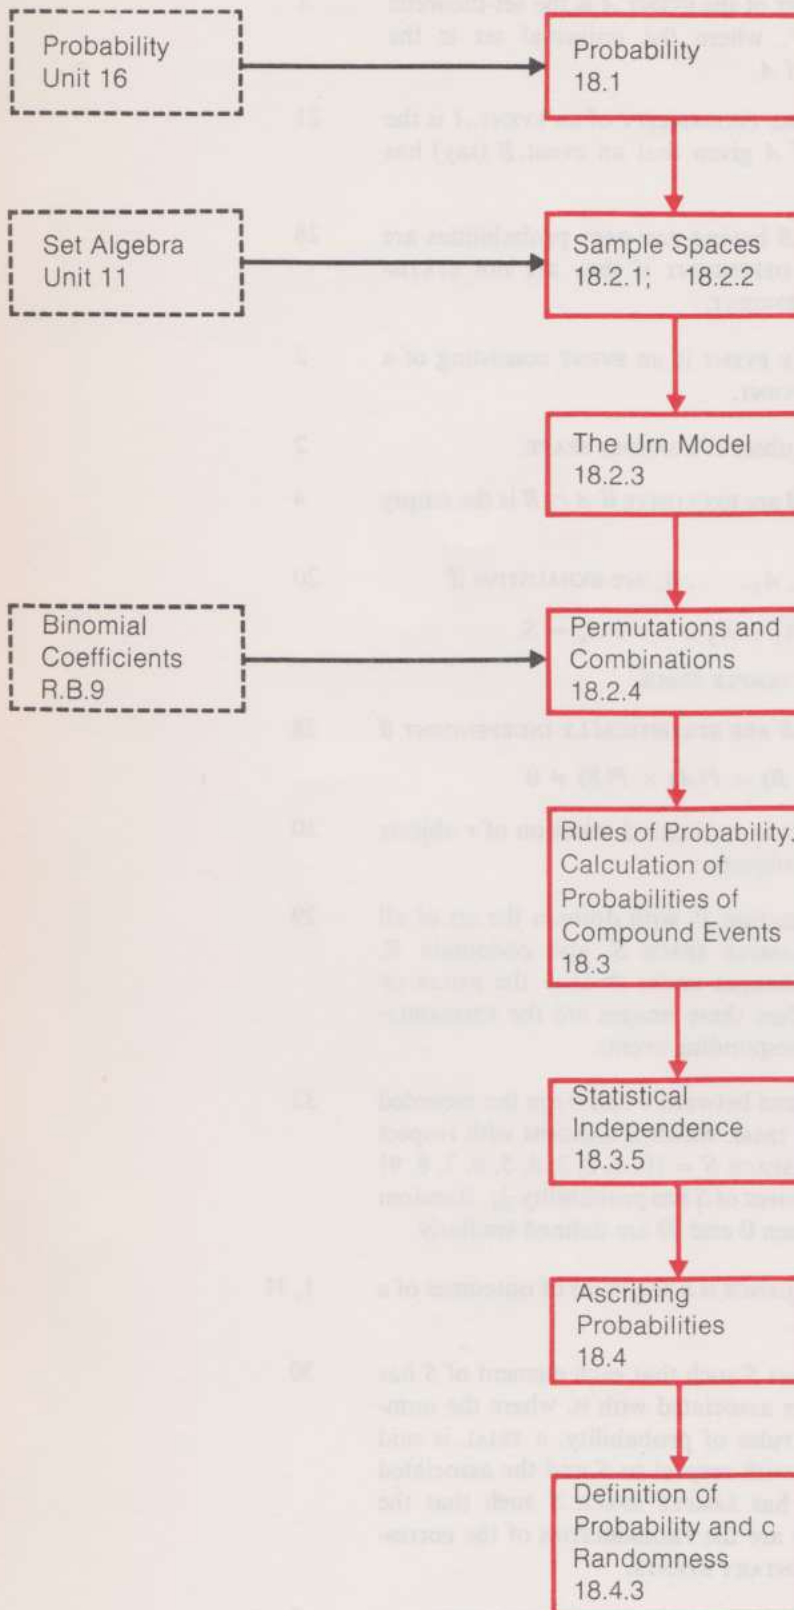 Probability
Unit 16
Probability
18.1
Set Algebra
Unit 11
Sample Spaces
18.2.1; 18.2.2
The Urn Model
18.2.3
Binomial
Coefficients
R.B.9
Permutations and
Combinations
18.2.4
Rules of Probability.
Calculation of
Probabilities of
Compound Events
18.3
Statistical
Independence
18.3.5
Ascribing
Probabilities
18.4
Definition of
Probability and
Randomness
18.4.3